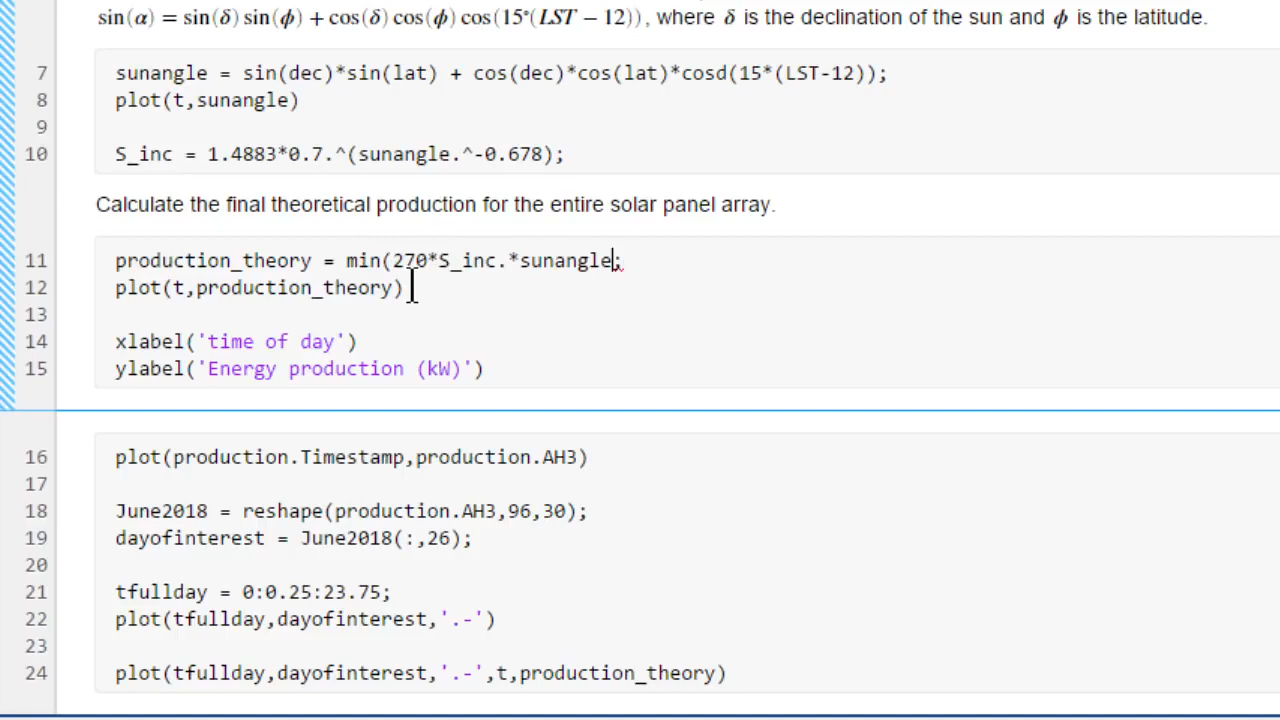 sin(α) = sin(δ) sin(ϕ) + cos(δ) cos(ϕ) cos(15°(LST − 12)), where δ is the declination of the sun and ϕ is the latitude.
7 sunangle = sin(dec)*sin(lat) + cos(dec)*cos(lat)*cosd(15*(LST-12));
8 plot(t,sunangle)
9
10 S_inc = 1.4883*0.7.^(sunangle.^-0.678);
Calculate the final theoretical production for the entire solar panel array.
11 production_theory = min(270*S_inc.*sunangle;
12 plot(t,production_theory)
13
14 xlabel('time of day')
15 ylabel('Energy production (kW)')
16 plot(production.Timestamp,production.AH3)
17
18 June2018 = reshape(production.AH3,96,30);
19 dayofinterest = June2018(:,26);
20
21 tfullday = 0:0.25:23.75;
22 plot(tfullday,dayofinterest,'.-')
23
24 plot(tfullday,dayofinterest,'.-',t,production_theory)